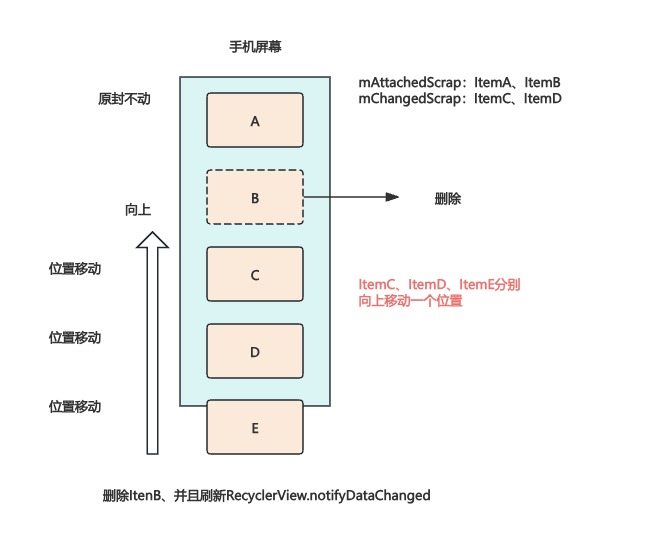 手机屏幕
mAttachedScrap：ItemA、ItemB
mChangedScrap：ItemC、ItemD
原封不动
A
B
删除
向上
位置移动
C
ItemC、ItemD、ItemE分别
向上移动一个位置
位置移动
D
位置移动
E
删除ItenB、并且刷新RecyclerView.notifyDataChanged